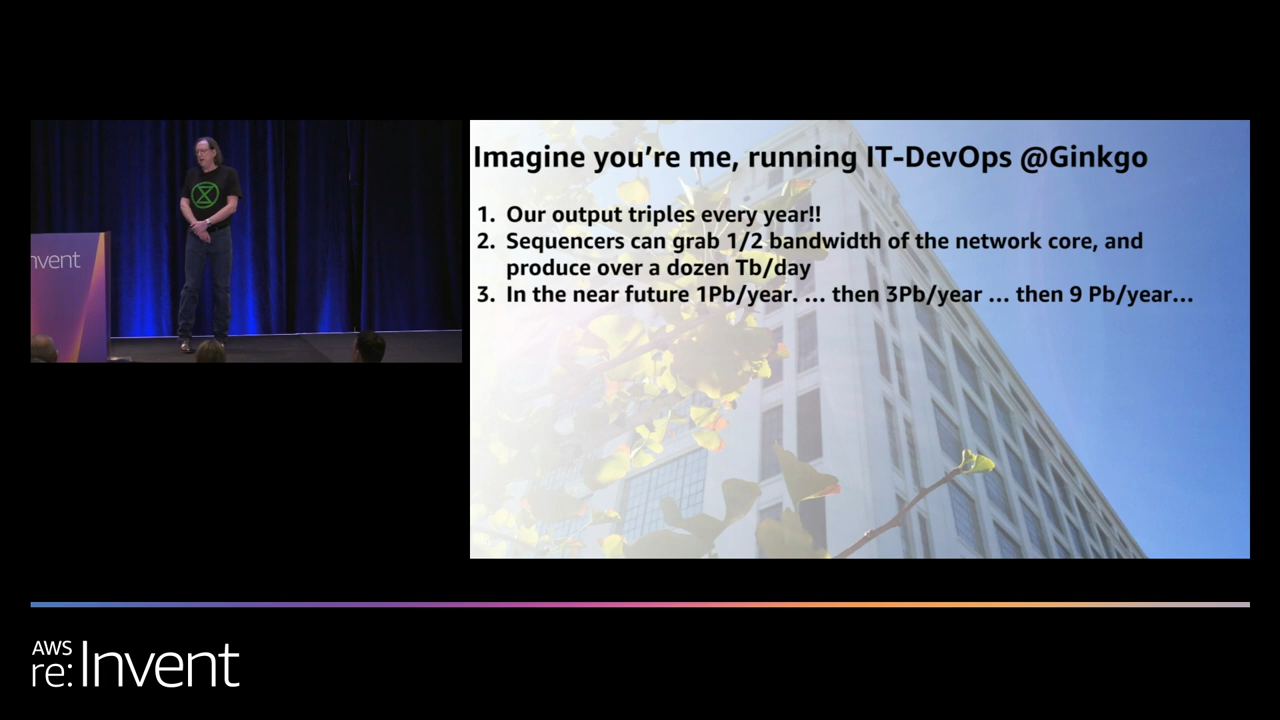 Imagine you’re me, running IT-DevOps @Ginkgo
1. Our output triples every year!!
2. Sequencers can grab 1/2 bandwidth of the network core, and
produce over a dozen Tb/day
3. In the near future 1Pb/year. … then 3Pb/year … then 9 Pb/year…
nvent
AWS
re:Invent